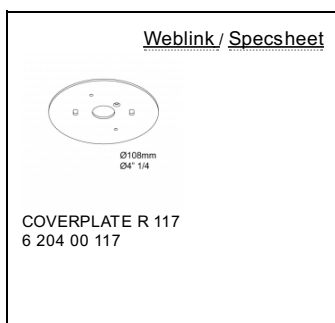 Weblink / Specsheet
Ø108mm
Ø4" 1/4
COVERPLATE R 117
6 204 00 117